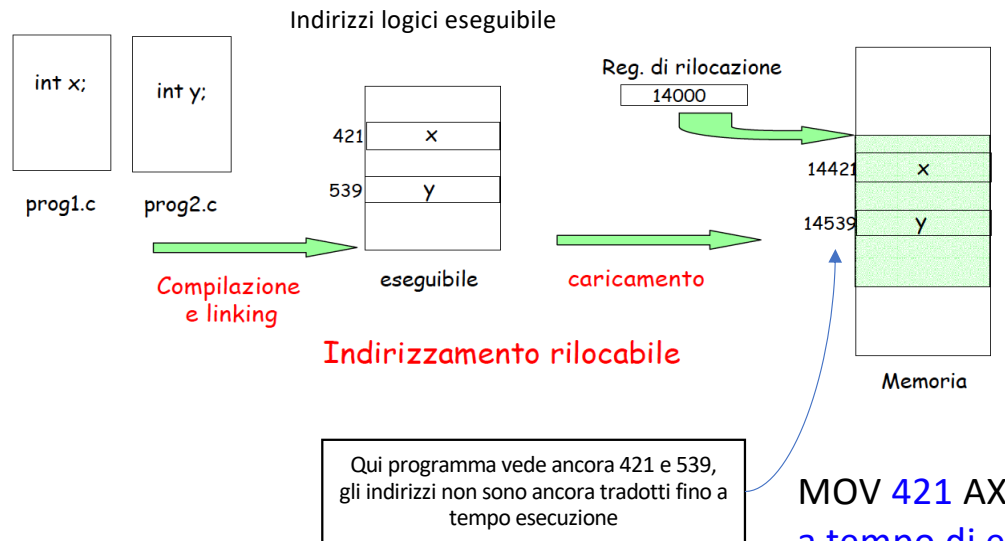 Indirizzi logici eseguibile
int x;
int y;
prog1.c
prog2.c
Compilazione
e linking
421
x
539
y
eseguibile
caricamento
Reg. di rilocazione
14000
14421
x
14539
y
Memoria
Indirizzamento rilocabile
Qui programma vede ancora 421 e 539,
gli indirizzi non sono ancora tradotti fino a
tempo esecuzione
MOV 421 AX
a tempo di e